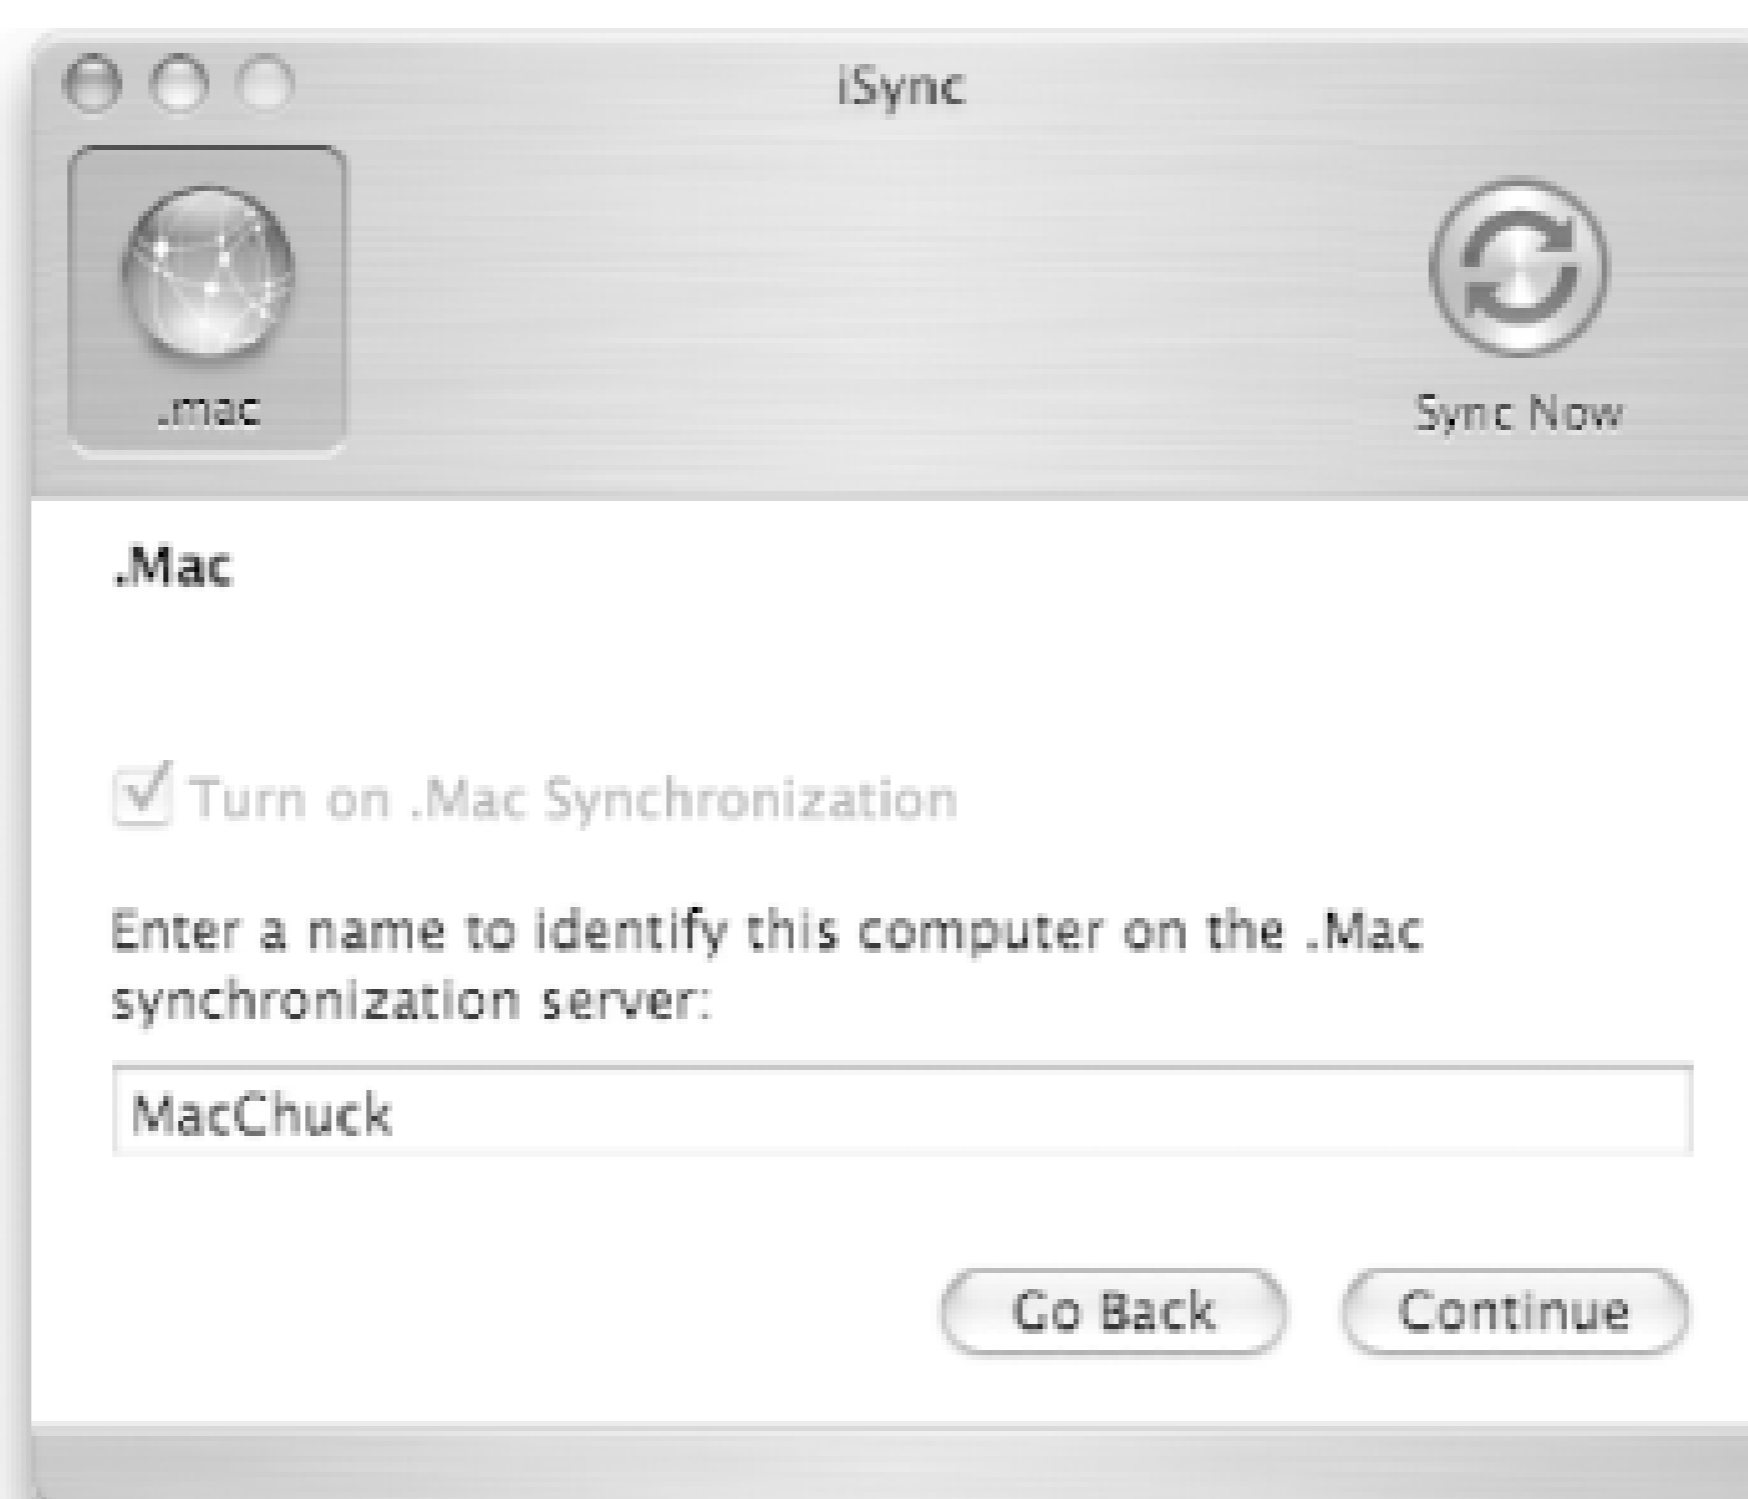 iSync
.mac
Sync Now
.Mac
Turn on .Mac Synchronization
Enter a name to identify this computer on the .Mac
synchronization server:
MacChuck
Go Back
Continue